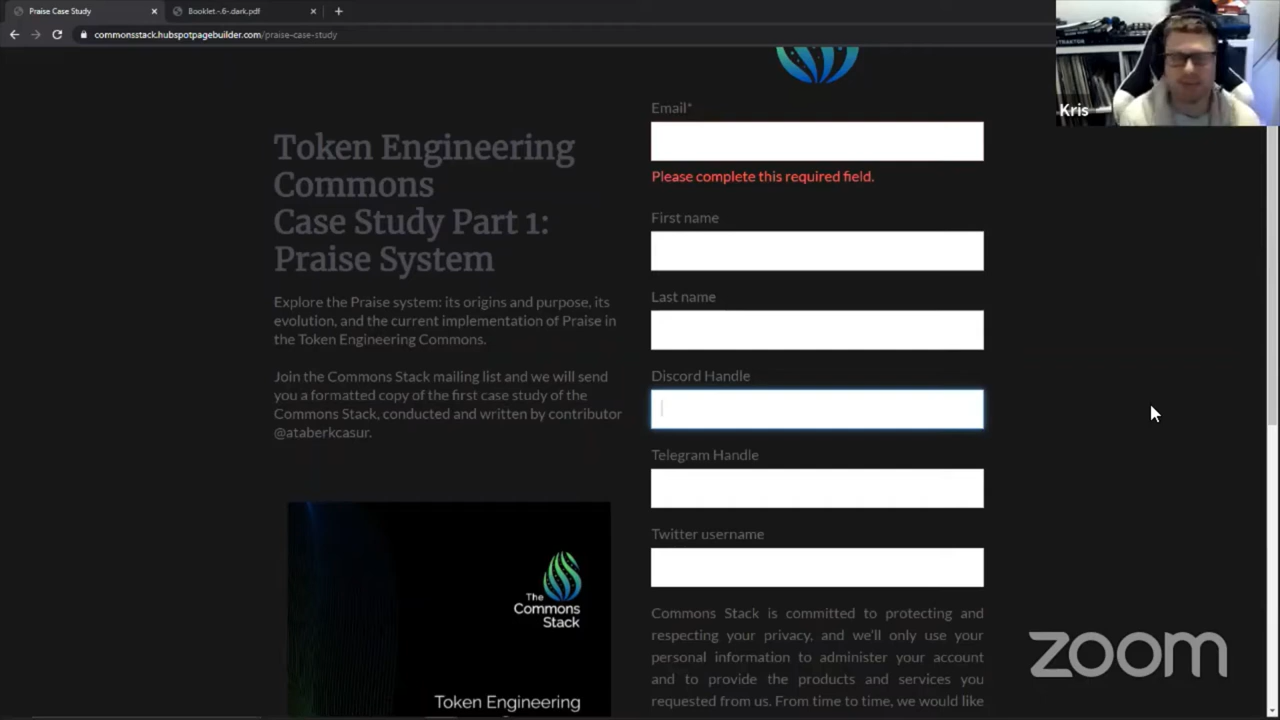 Praise Case Study
Booklet.-.6-.dark.pdf
commonsstack.hubspotpagebuilder.com/praise-case-study
Kris
Token Engineering
Commons
Case Study Part 1:
Praise System
Explore the Praise system: its origins and purpose, its
evolution, and the current implementation of Praise in
the Token Engineering Commons.
Join the Commons Stack mailing list and we will send
you a formatted copy of the first case study of the
Commons Stack, conducted and written by contributor
@ataberkcasur.
The
Commons
Stack
Token Engineering
Email*
Please complete this required field.
First name
Last name
Discord Handle
Telegram Handle
Twitter username
Commons Stack is committed to protecting and
respecting your privacy, and we'll only use your
personal information to administer your account
and to provide the products and services you
requested from us. From time to time, we would like
zoom